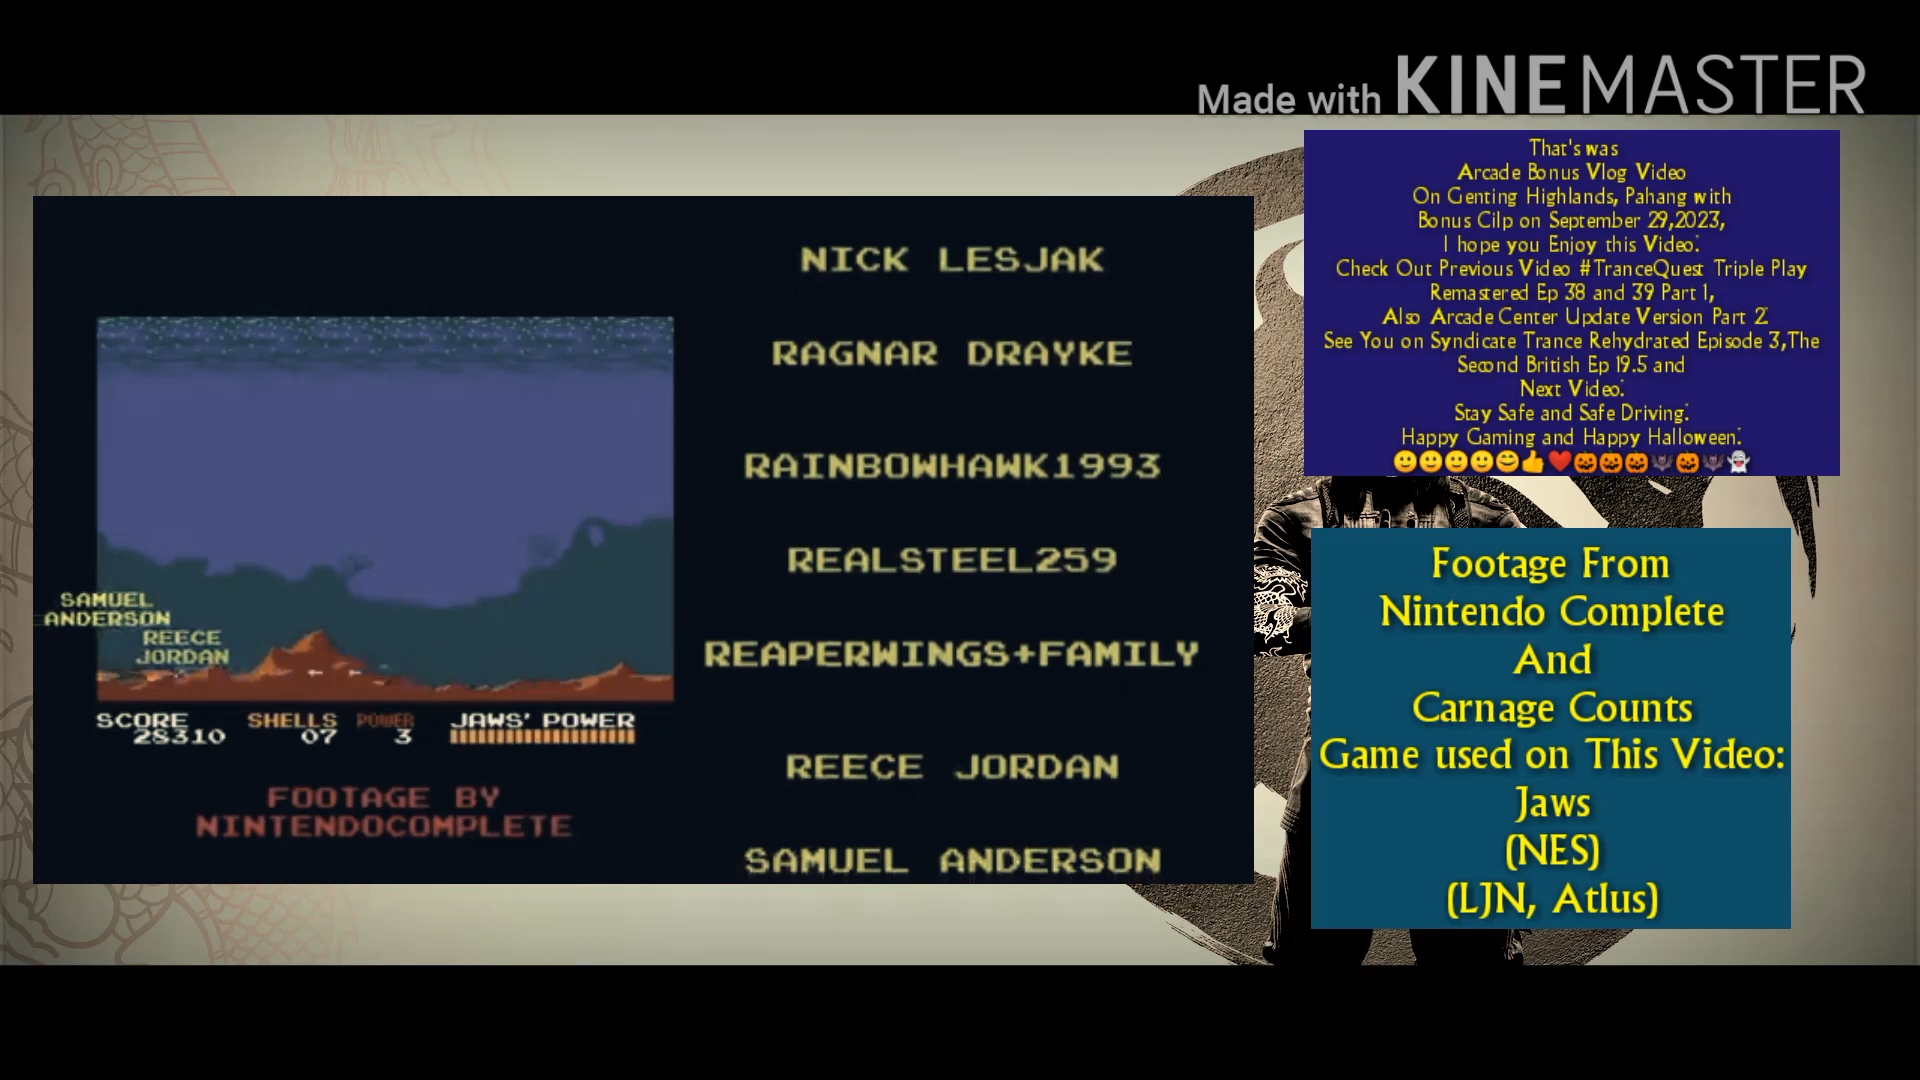 Made with KINEMASTER
That's was
Arcade Bonus Vlog Video
On Genting Highlands, Pahang with
Bonus Cilp on September 29,2023,
I hope you Enjoy this Video.
Check Out Previous Video #TranceQuest Triple Play
Remastered Ep 38 and 39 Part 1,
Also Arcade Center Update Version Part 2.
See You on Syndicate Trance Rehydrated Episode 3,The
Second British Ep 19.5 and
Next Video.
Stay Safe and Safe Driving.
Happy Gaming and Happy Halloween.
🙂🙂🙂🙂😊👍❤️🎃🎃🎃🦇🎃🦇👻
NICK LESJAK
RAGNAR DRAYKE
RAINBOWHAWK1993
REALSTEEL259
REAPERWINGS+FAMILY
REECE JORDAN
SAMUEL ANDERSON
SAMUEL
ANDERSON
REECE
JORDAN
SCORE SHELLS POWER JAWS' POWER
28310 07 3
FOOTAGE BY
NINTENDOCOMPLETE
Footage From
Nintendo Complete
And
Carnage Counts
Game used on This Video:
Jaws
(NES)
(LJN, Atlus)